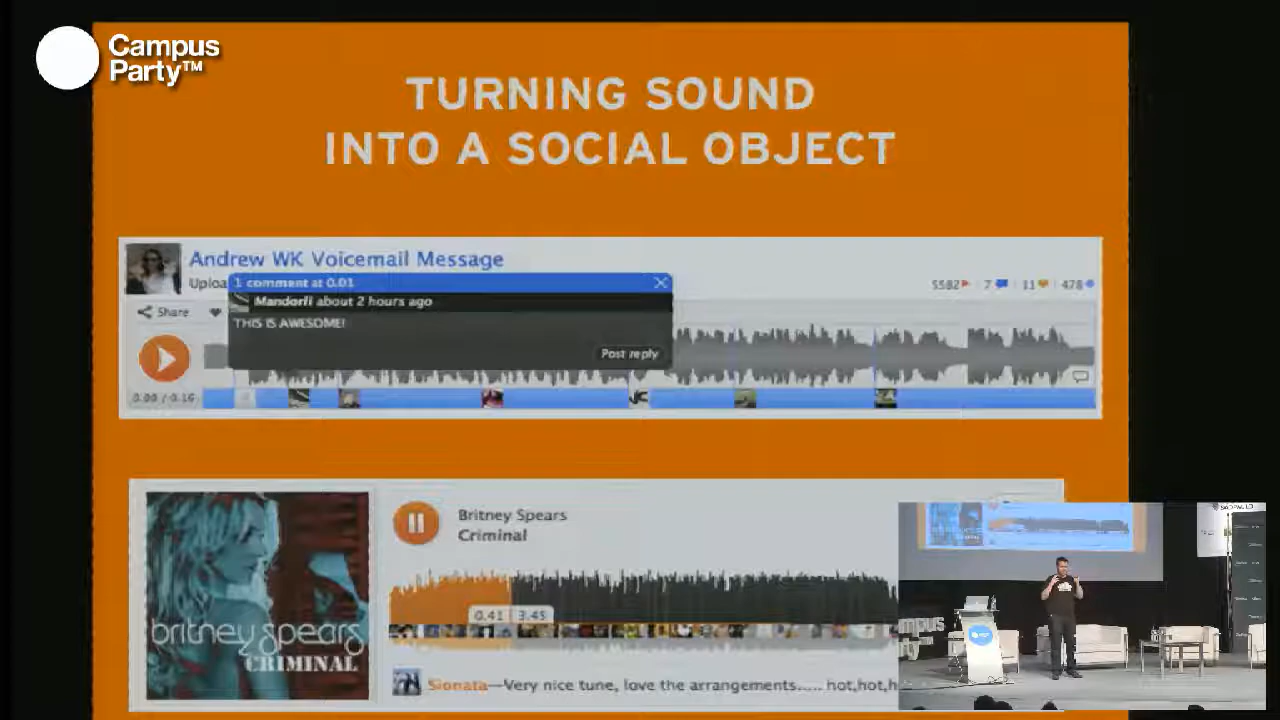 Campus
Party™
TURNING SOUND
INTO A SOCIAL OBJECT
Andrew WK Voicemail Message
Uploa
1 comment at 0.01
5582
7
11
478
Share
Mandorfi about 2 hours ago
THIS IS AWESOME!
Post reply
0.00 / 0.16
Britney Spears
Criminal
0.41 3.45
britney spears
CRIMINAL
Sionata—Very nice tune, love the arrangements..... hot,hot,h